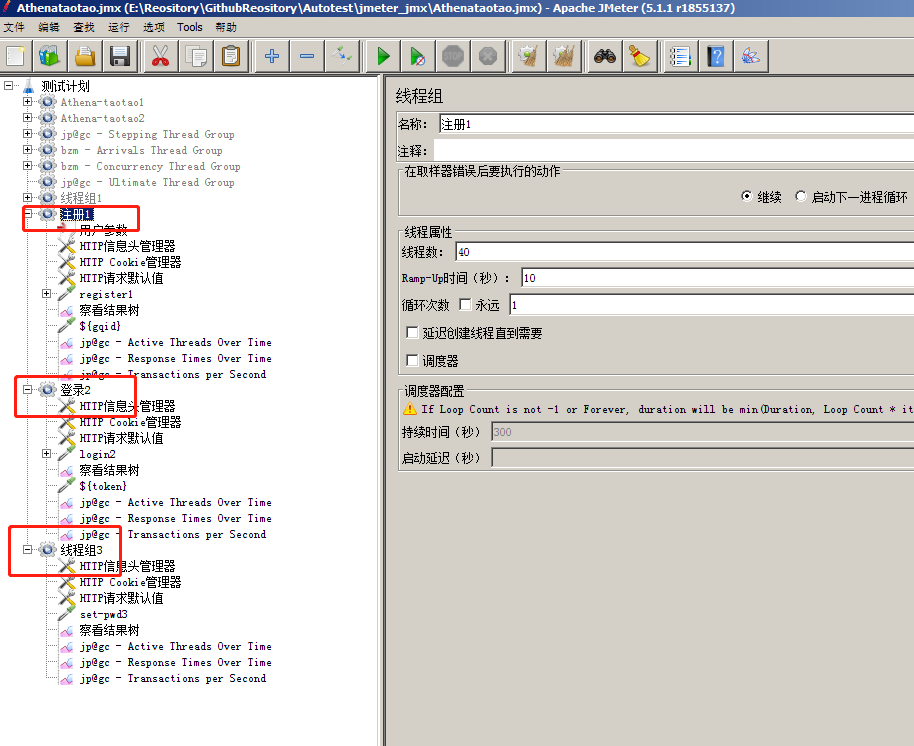 Athenataotao.jmx (E:\Reository\GithubReository\Autotest\jmeter_jmx\Athenataotao.jmx) - Apache JMeter (5.1.1 r1855137)
文件 编辑 查找 运行 选项 Tools 帮助
STOP
测试计划
Athena-taotao1
Athena-taotao2
jp@gc - Stepping Thread Group
bzm - Arrivals Thread Group
bzm - Concurrency Thread Group
jp@gc - Ultimate Thread Group
线程组1
注册1
用户参数
HTTP信息头管理器
HTTP Cookie管理器
HTTP请求默认值
register1
察看结果树
${gqid}
jp@gc - Active Threads Over Time
jp@gc - Response Times Over Time
jp@gc - Transactions per Second
登录2
HTTP信息头管理器
HTTP Cookie管理器
HTTP请求默认值
login2
察看结果树
${token}
jp@gc - Active Threads Over Time
jp@gc - Response Times Over Time
jp@gc - Transactions per Second
线程组3
HTTP信息头管理器
HTTP Cookie管理器
HTTP请求默认值
set-pwd3
察看结果树
jp@gc - Active Threads Over Time
jp@gc - Response Times Over Time
jp@gc - Transactions per Second
线程组
名称： 注册1
注释：
在取样器错误后要执行的动作
继续 启动下一进程循环
线程属性
线程数： 40
Ramp-Up时间（秒）： 10
循环次数 永远 1
延迟创建线程直到需要
调度器
调度器配置
If Loop Count is not -1 or Forever, duration will be min(Duration, Loop Count * it
持续时间（秒） 300
启动延迟（秒）